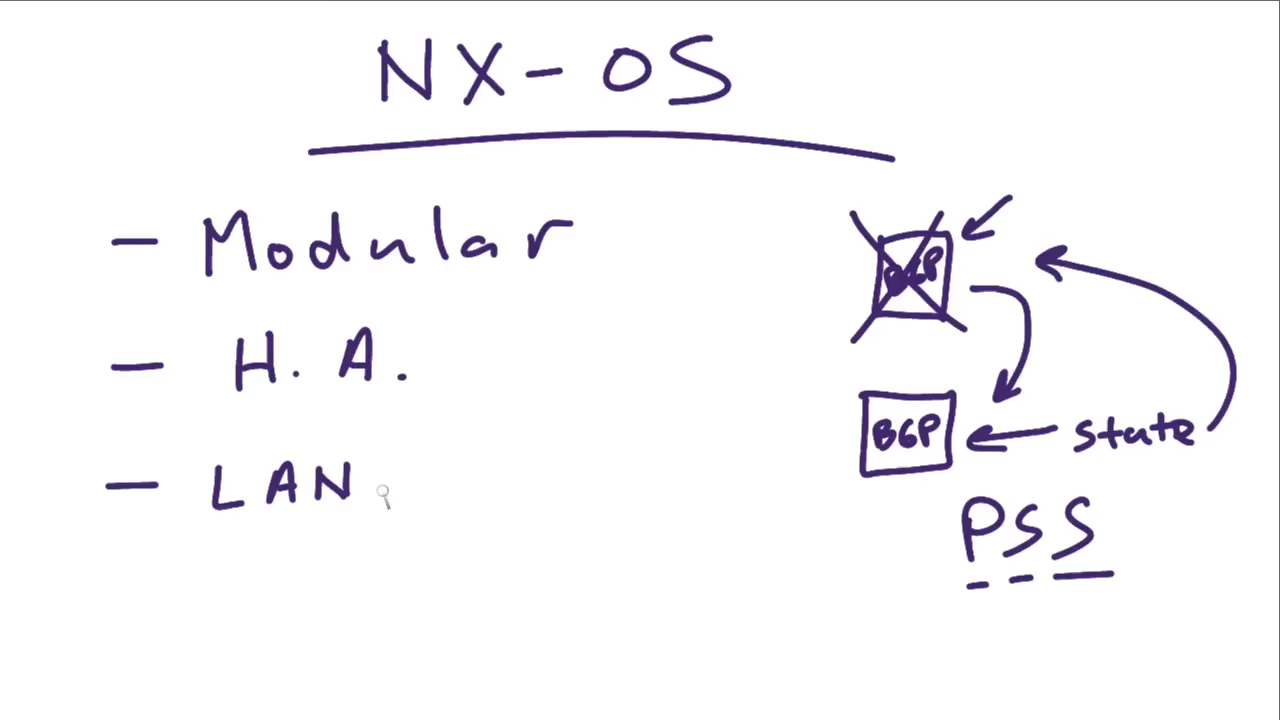 NX-OS
- Modular
- H.A.
- LAN
BGP
BGP
state
PSS